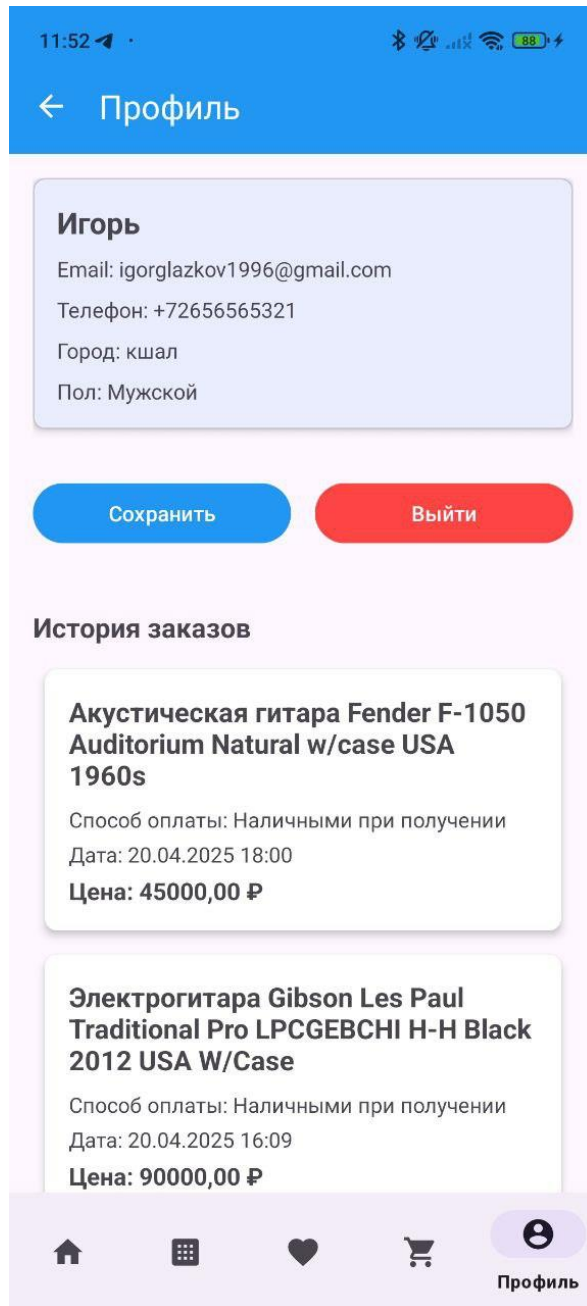 11:52
88
Профиль
Игорь
Email: igorglazkov1996@gmail.com
Телефон: +72656565321
Город: кшал
Пол: Мужской
Сохранить
Выйти
История заказов
Акустическая гитара Fender F-1050
Auditorium Natural w/case USA
1960s
Способ оплаты: Наличными при получении
Дата: 20.04.2025 18:00
Цена: 45000,00 ₽
Электрогитара Gibson Les Paul
Traditional Pro LPCGEBCHI H-H Black
2012 USA W/Case
Способ оплаты: Наличными при получении
Дата: 20.04.2025 16:09
Цена: 90000,00 ₽
Профиль